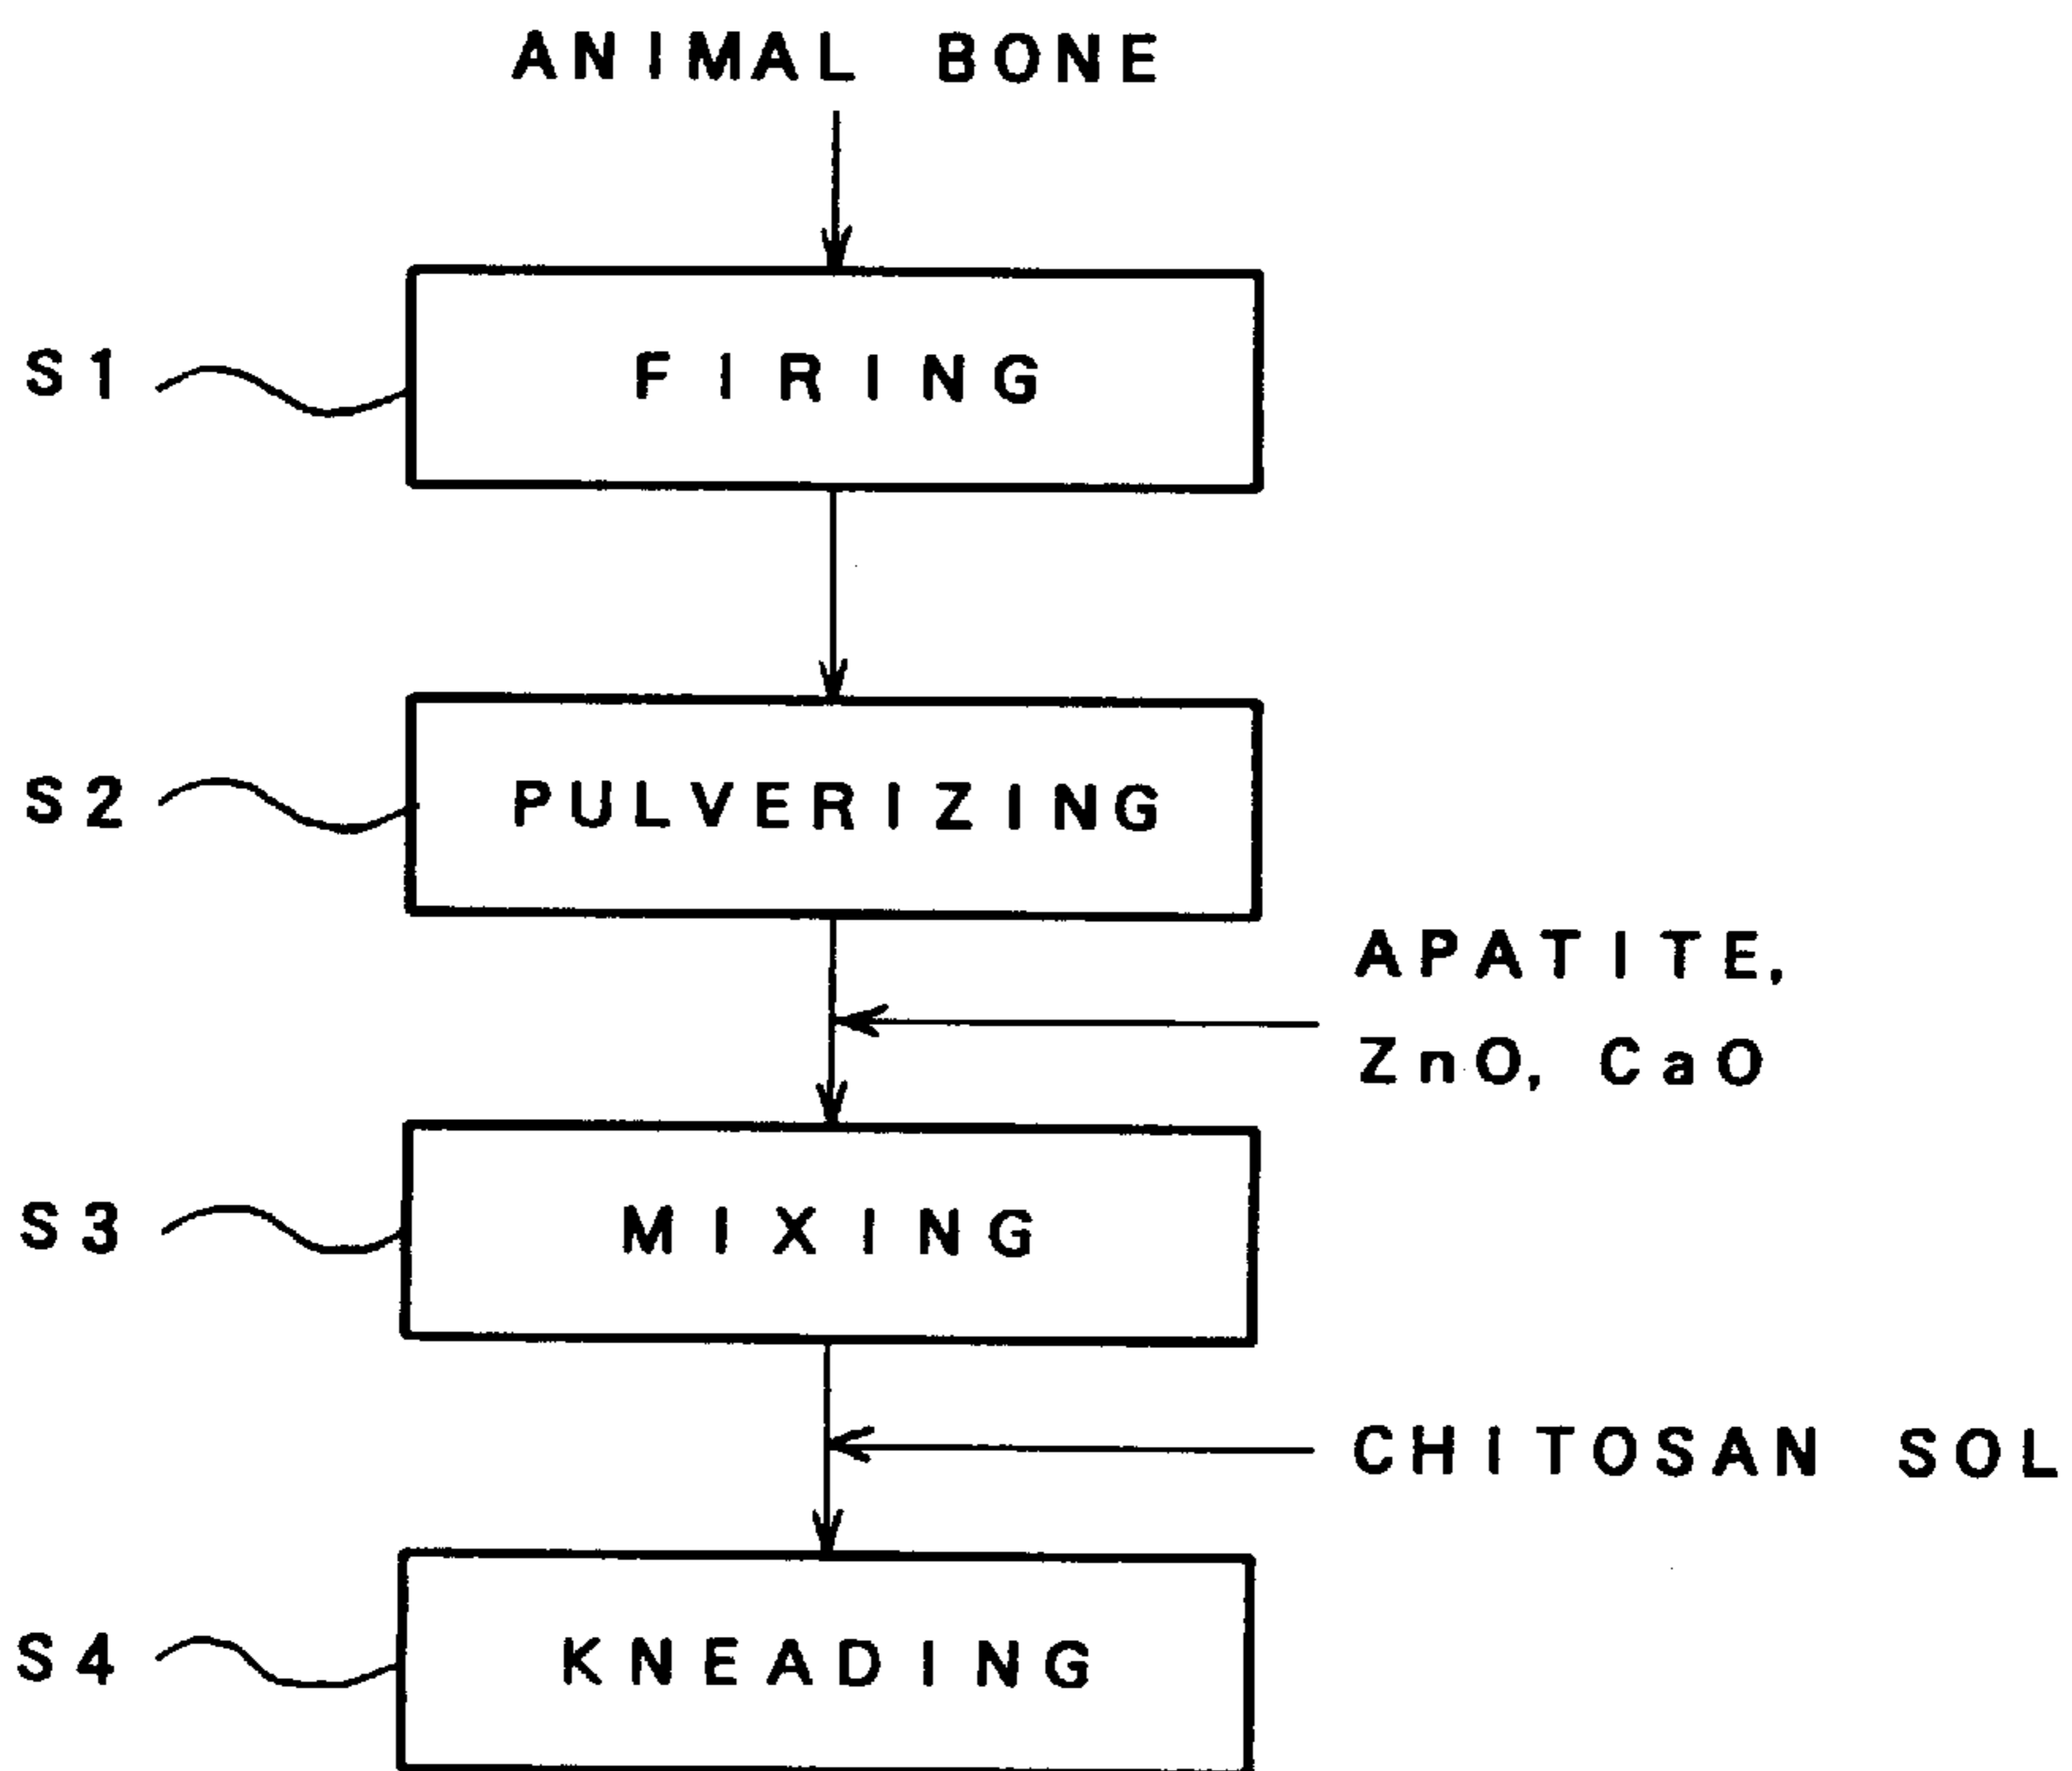 ANIMAL BONE
S1 FIRING
S2 PULVERIZING
APATITE,
ZnO, CaO
S3 MIXING
CHITOSAN SOL
S4 KNEADING